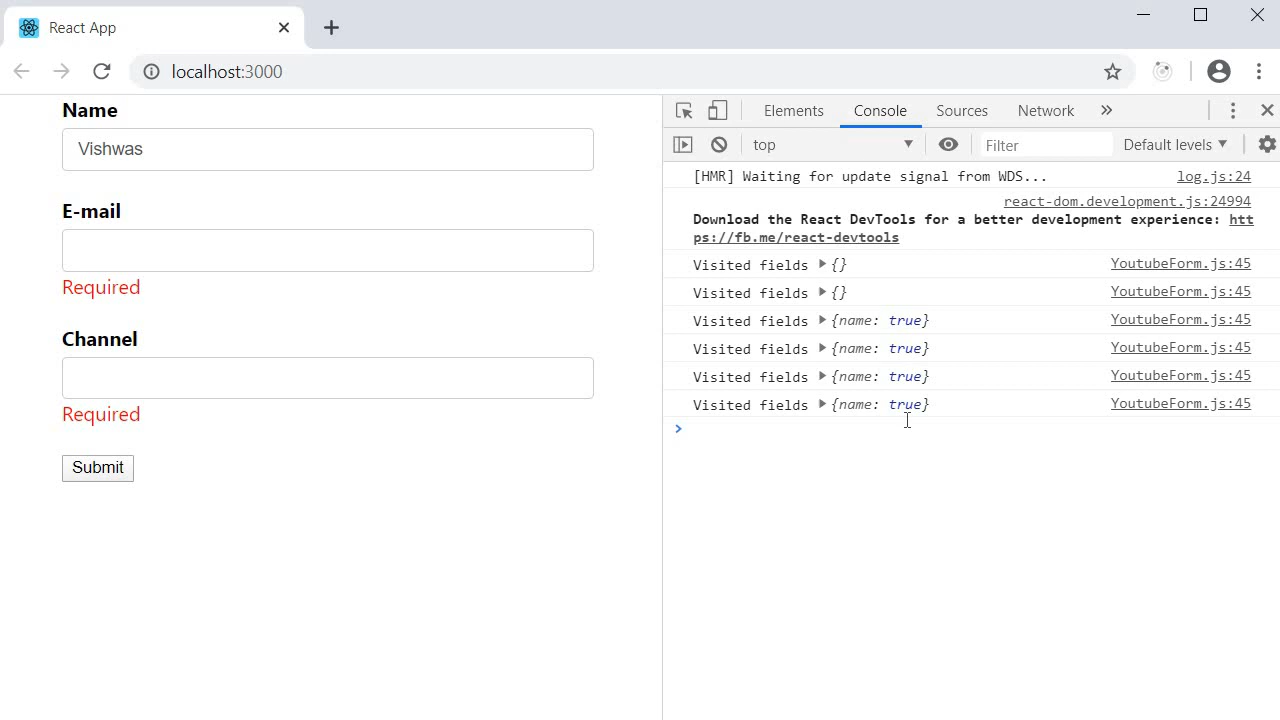 React App
localhost:3000
Name
Vishwas
E-mail
Required
Channel
Required
Submit
Elements Console Sources Network »
top Filter Default levels
[HMR] Waiting for update signal from WDS... log.js:24
react-dom.development.js:24994
Download the React DevTools for a better development experience: htt
ps://fb.me/react-devtools
Visited fields ▶{} YoutubeForm.js:45
Visited fields ▶{} YoutubeForm.js:45
Visited fields ▶{name: true} YoutubeForm.js:45
Visited fields ▶{name: true} YoutubeForm.js:45
Visited fields ▶{name: true} YoutubeForm.js:45
Visited fields ▶{name: true} YoutubeForm.js:45
>